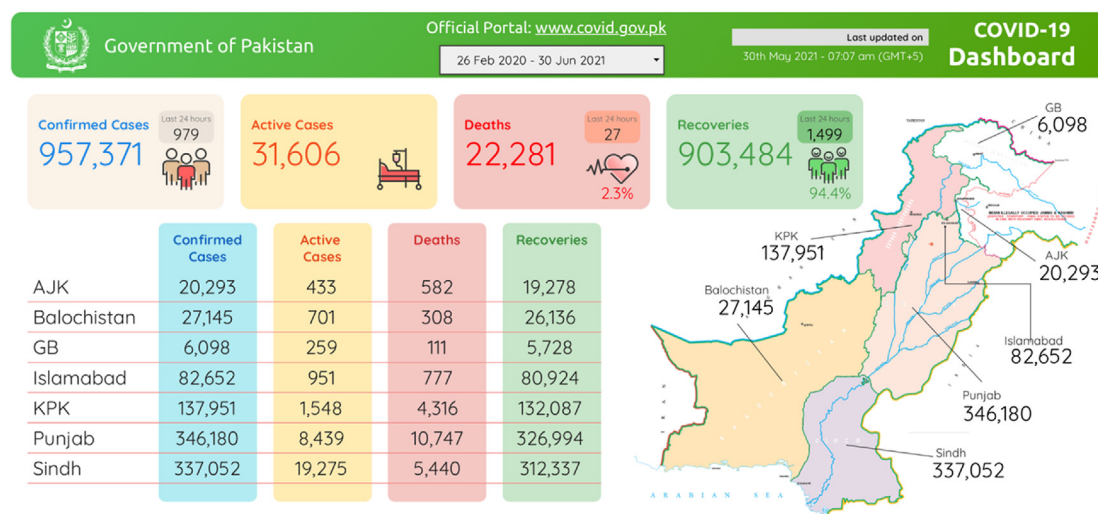 Government of Pakistan
Official Portal: www.covid.gov.pk
26 Feb 2020 - 30 Jun 2021
Last updated on
30th May 2021 - 07:07 am (GMT+5)
COVID-19
Dashboard
Confirmed Cases
957,371
Last 24 hours
979
Active Cases
31,606
Deaths
22,281
Last 24 hours
27
2.3%
Recoveries
903,484
Last 24 hours
1,499
94.4%
Confirmed Cases Active Cases Deaths Recoveries
AJK 20,293 433 582 19,278
Balochistan 27,145 701 308 26,136
GB 6,098 259 111 5,728
Islamabad 82,652 951 777 80,924
KPK 137,951 1,548 4,316 132,087
Punjab 346,180 8,439 10,747 326,994
Sindh 337,052 19,275 5,440 312,337
GB
6,098
KPK
137,951
AJK
20,293
Balochistan
27,145
Islamabad
82,652
Punjab
346,180
Sindh
337,052
ARABIAN SEA